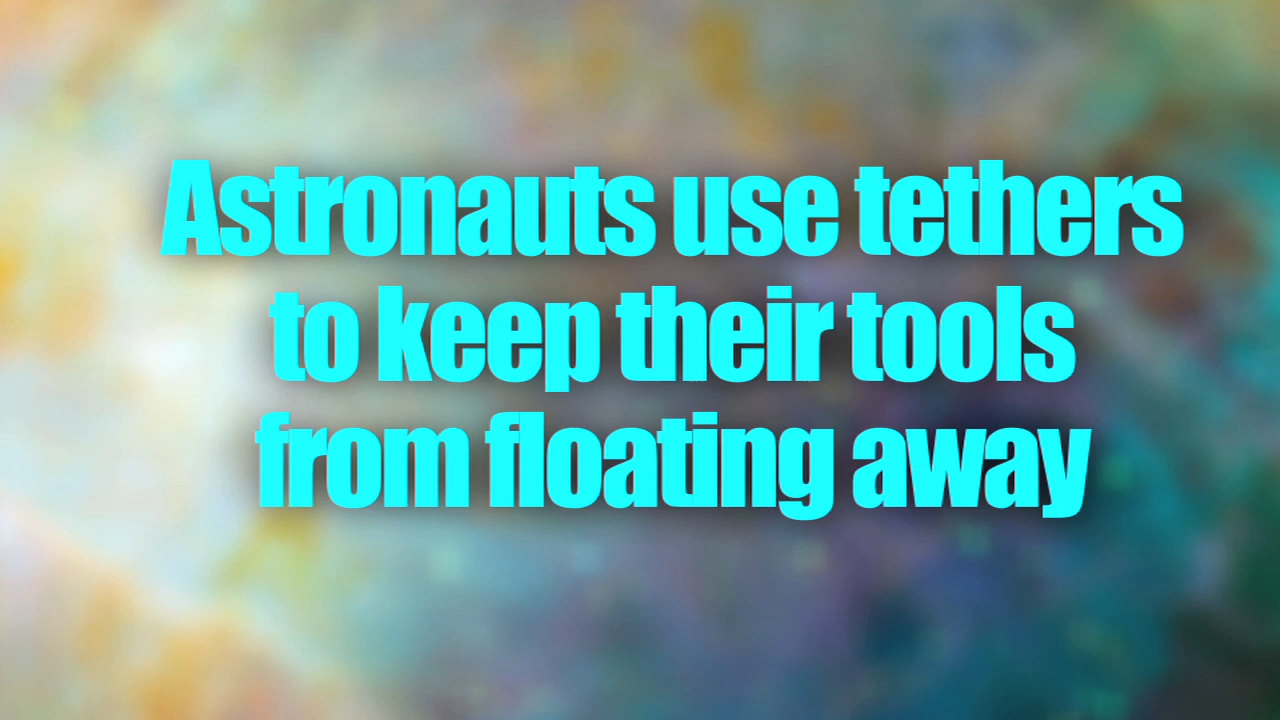 Astronauts use tethers
to keep their tools
from floating away